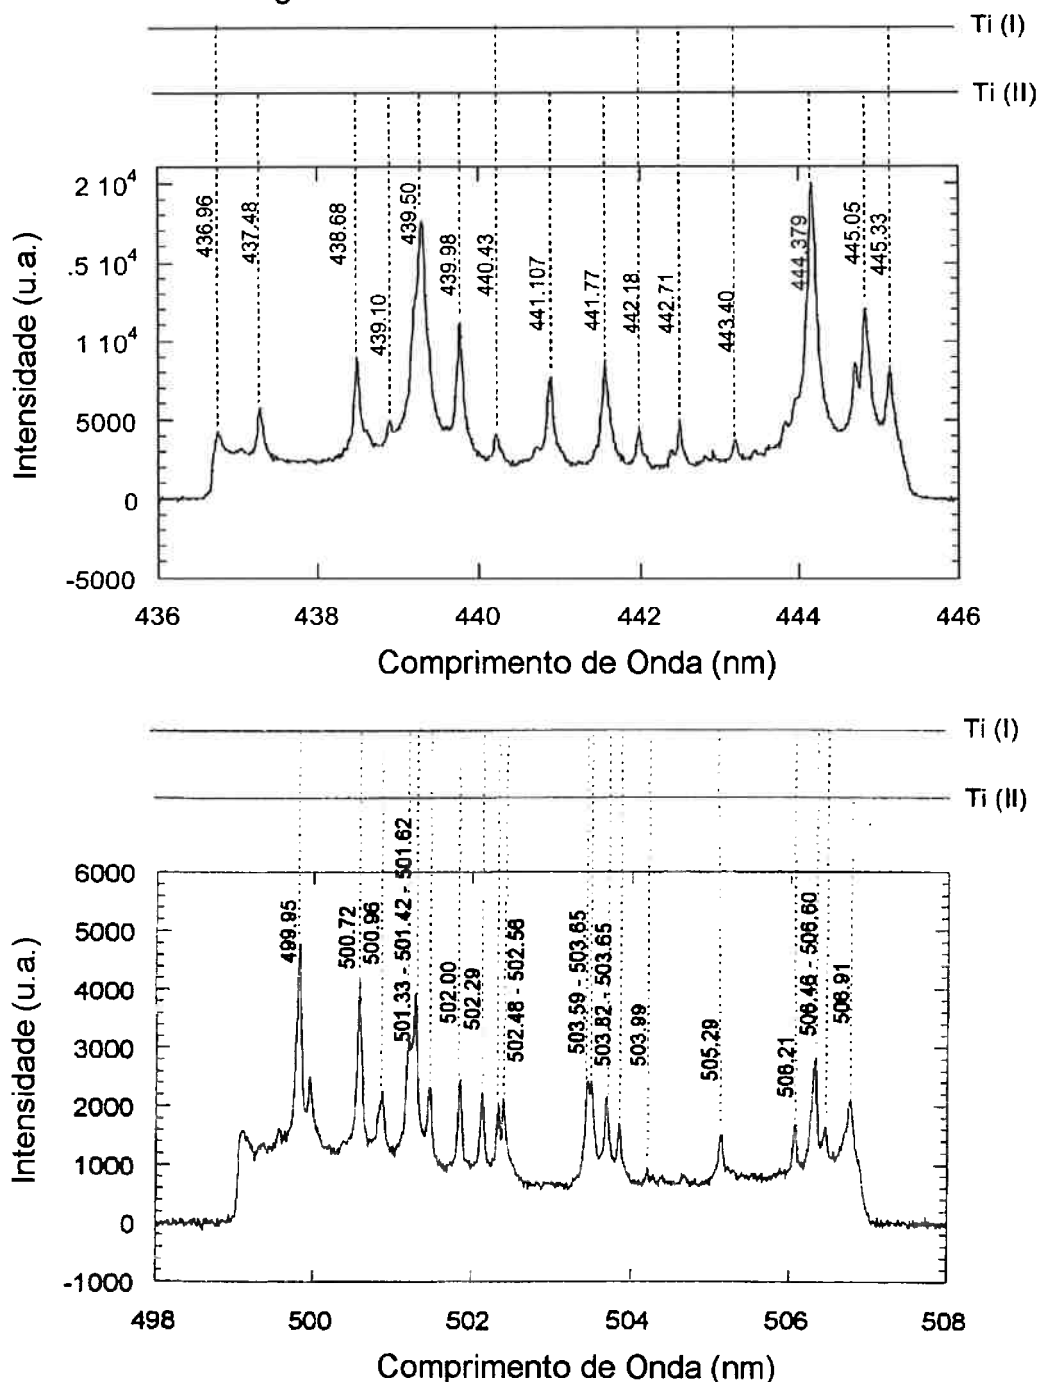 Ti (I)
Ti (II)
Intensidade (u.a.)
2 10⁴
.5 10⁴
1 10⁴
5000
0
-5000
436.96
437.48
438.68
439.10
439.50
439.98
440.43
441.107
441.77
442.18
442.71
443.40
444.379
445.05
445.33
436 438 440 442 444 446
Comprimento de Onda (nm)
Ti (I)
Ti (II)
Intensidade (u.a.)
6000
5000
4000
3000
2000
1000
0
-1000
499.95
500.72
500.96
501.33 - 501.42 - 501.62
502.00
502.29
502.48 - 502.56
503.59 - 503.65
503.82 - 503.65
503.99
505.29
506.21
506.46 - 506.60
506.91
498 500 502 504 506 508
Comprimento de Onda (nm)